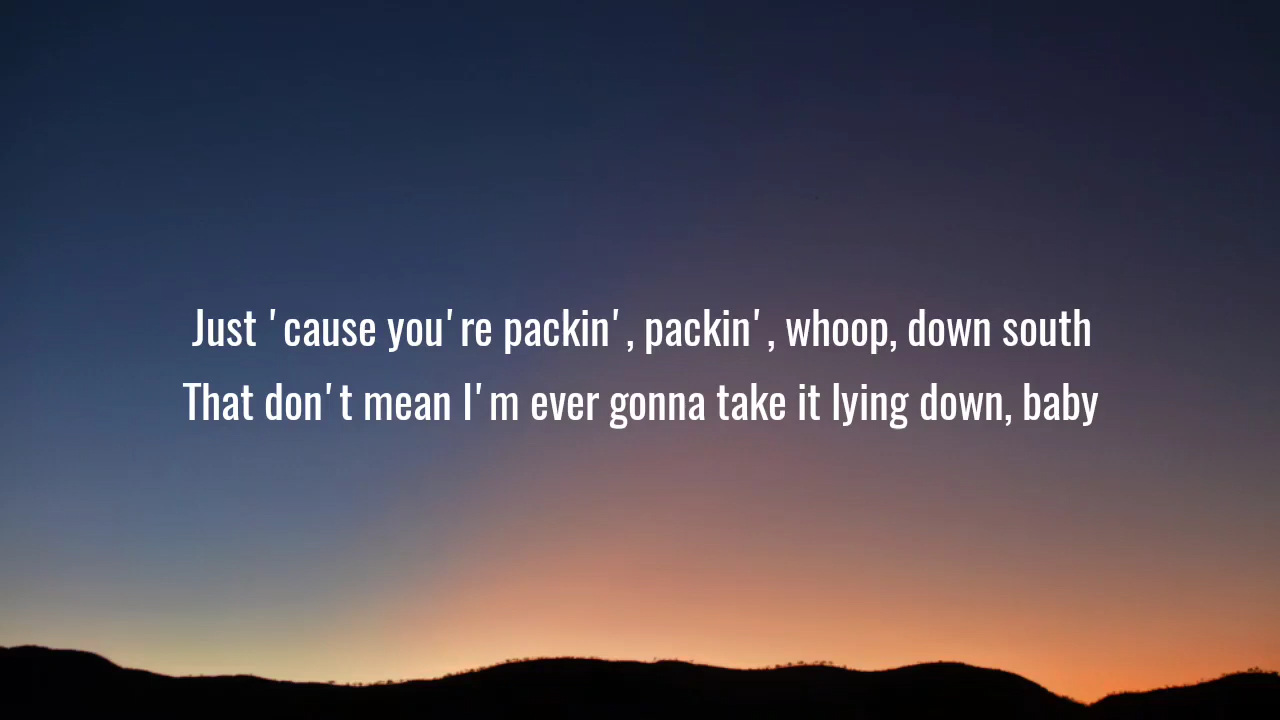 Just 'cause you're packin', packin', whoop, down south
That don't mean I'm ever gonna take it lying down, baby